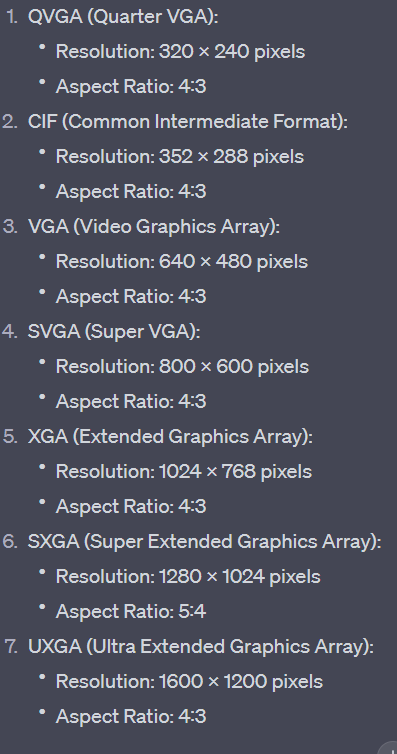 1. QVGA (Quarter VGA):
• Resolution: 320 × 240 pixels
• Aspect Ratio: 4:3
2. CIF (Common Intermediate Format):
• Resolution: 352 × 288 pixels
• Aspect Ratio: 4:3
3. VGA (Video Graphics Array):
• Resolution: 640 × 480 pixels
• Aspect Ratio: 4:3
4. SVGA (Super VGA):
• Resolution: 800 × 600 pixels
• Aspect Ratio: 4:3
5. XGA (Extended Graphics Array):
• Resolution: 1024 × 768 pixels
• Aspect Ratio: 4:3
6. SXGA (Super Extended Graphics Array):
• Resolution: 1280 × 1024 pixels
• Aspect Ratio: 5:4
7. UXGA (Ultra Extended Graphics Array):
• Resolution: 1600 × 1200 pixels
• Aspect Ratio: 4:3